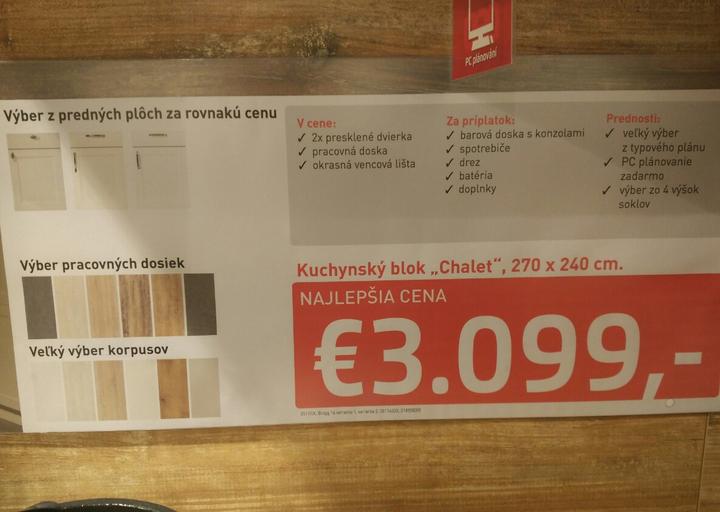 PC plánování
Výber z predných plôch za rovnakú cenu
V cene:
✓ 2x presklené dvierka
✓ pracovná doska
✓ okrasná vencová lišta
Za príplatok:
✓ barová doska s konzolami
✓ spotrebiče
✓ drez
✓ batéria
✓ doplnky
Prednosti:
✓ veľký výber
z typového plánu
✓ PC plánovanie
zadarmo
✓ výber zo 4 výšok
soklov
Výber pracovných dosiek
Veľký výber korpusov
Kuchynský blok „Chalet“, 270 x 240 cm.
NAJLEPŠIA CENA
€3.099,-